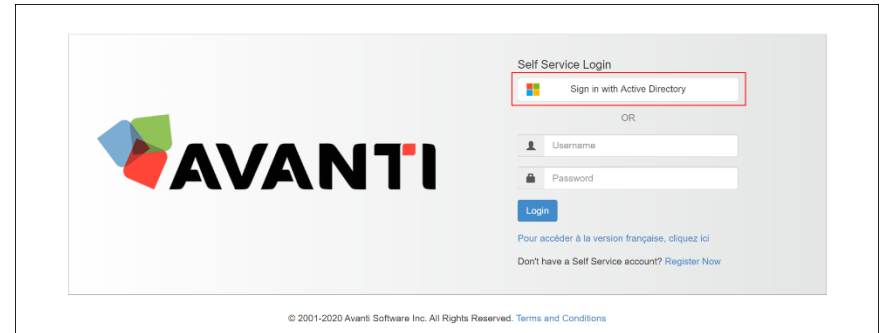 Self Service Login
Sign in with Active Directory
OR
AVANTI
Username
Password
Login
Pour accéder à la version française, cliquez ici
Don't have a Self Service account? Register Now
© 2001-2020 Avanti Software Inc. All Rights Reserved. Terms and Conditions